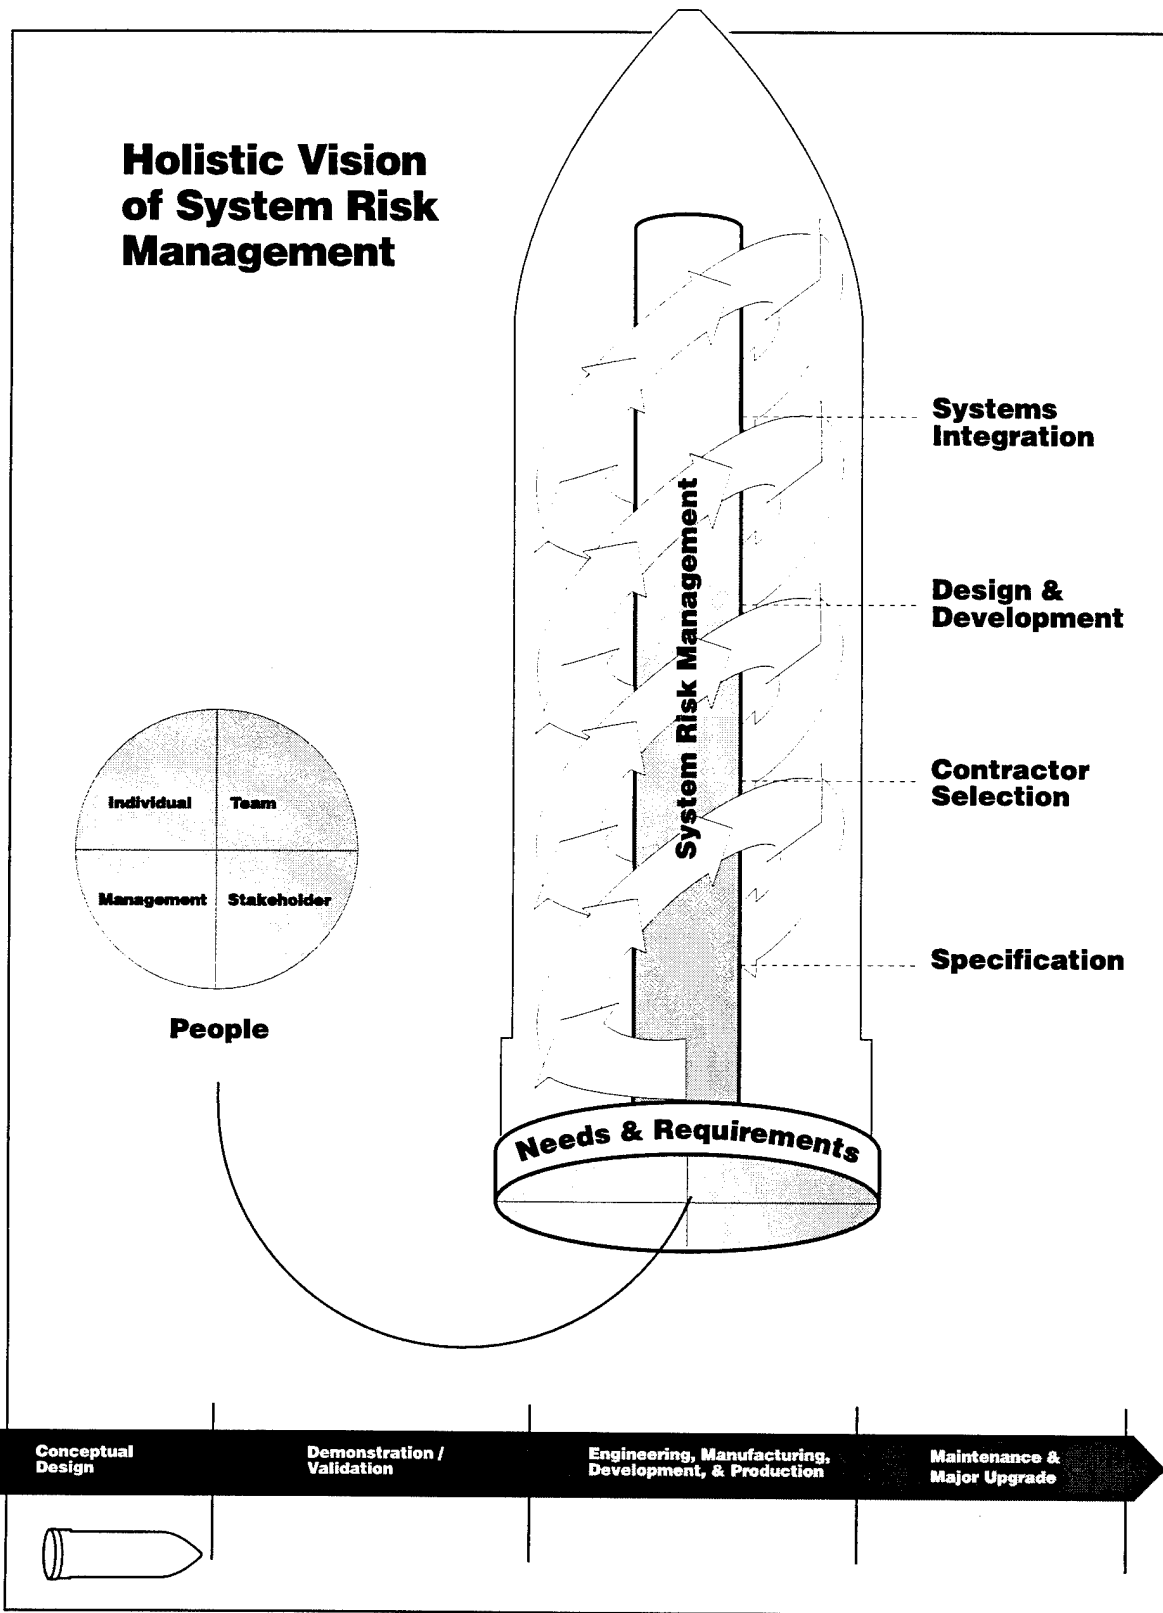 Holistic Vision
of System Risk
Management
Systems
Integration
Design &
Development
System Risk Management
Contractor
Selection
Individual
Team
Management
Stakeholder
Specification
People
Needs & Requirements
Conceptual
Design
Demonstration /
Validation
Engineering, Manufacturing,
Development, & Production
Maintenance &
Major Upgrade